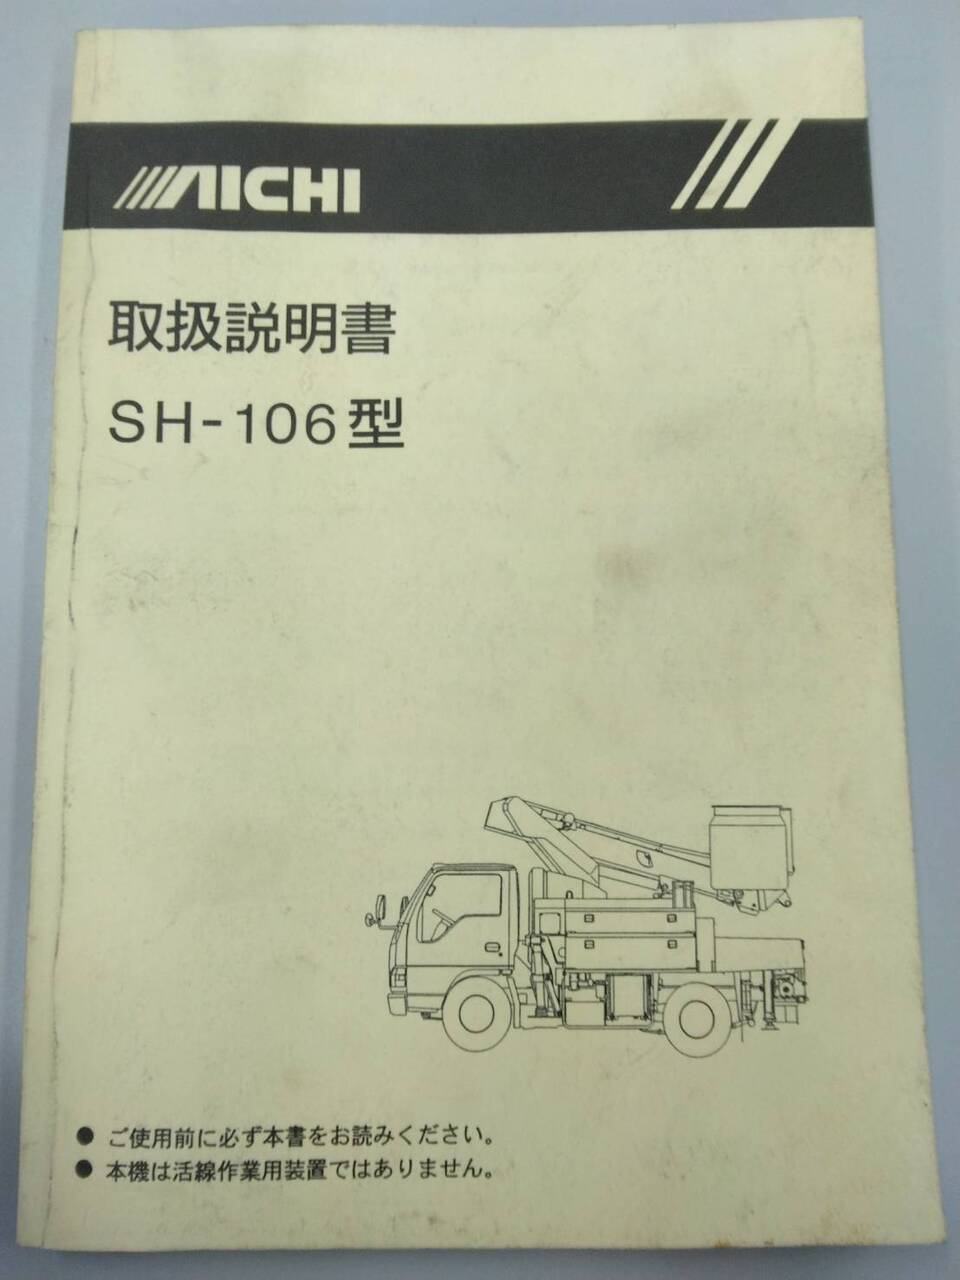 AICHI
取扱説明書
SH-106型
● ご使用前に必ず本書をお読みください。
● 本機は活線作業用装置ではありません。